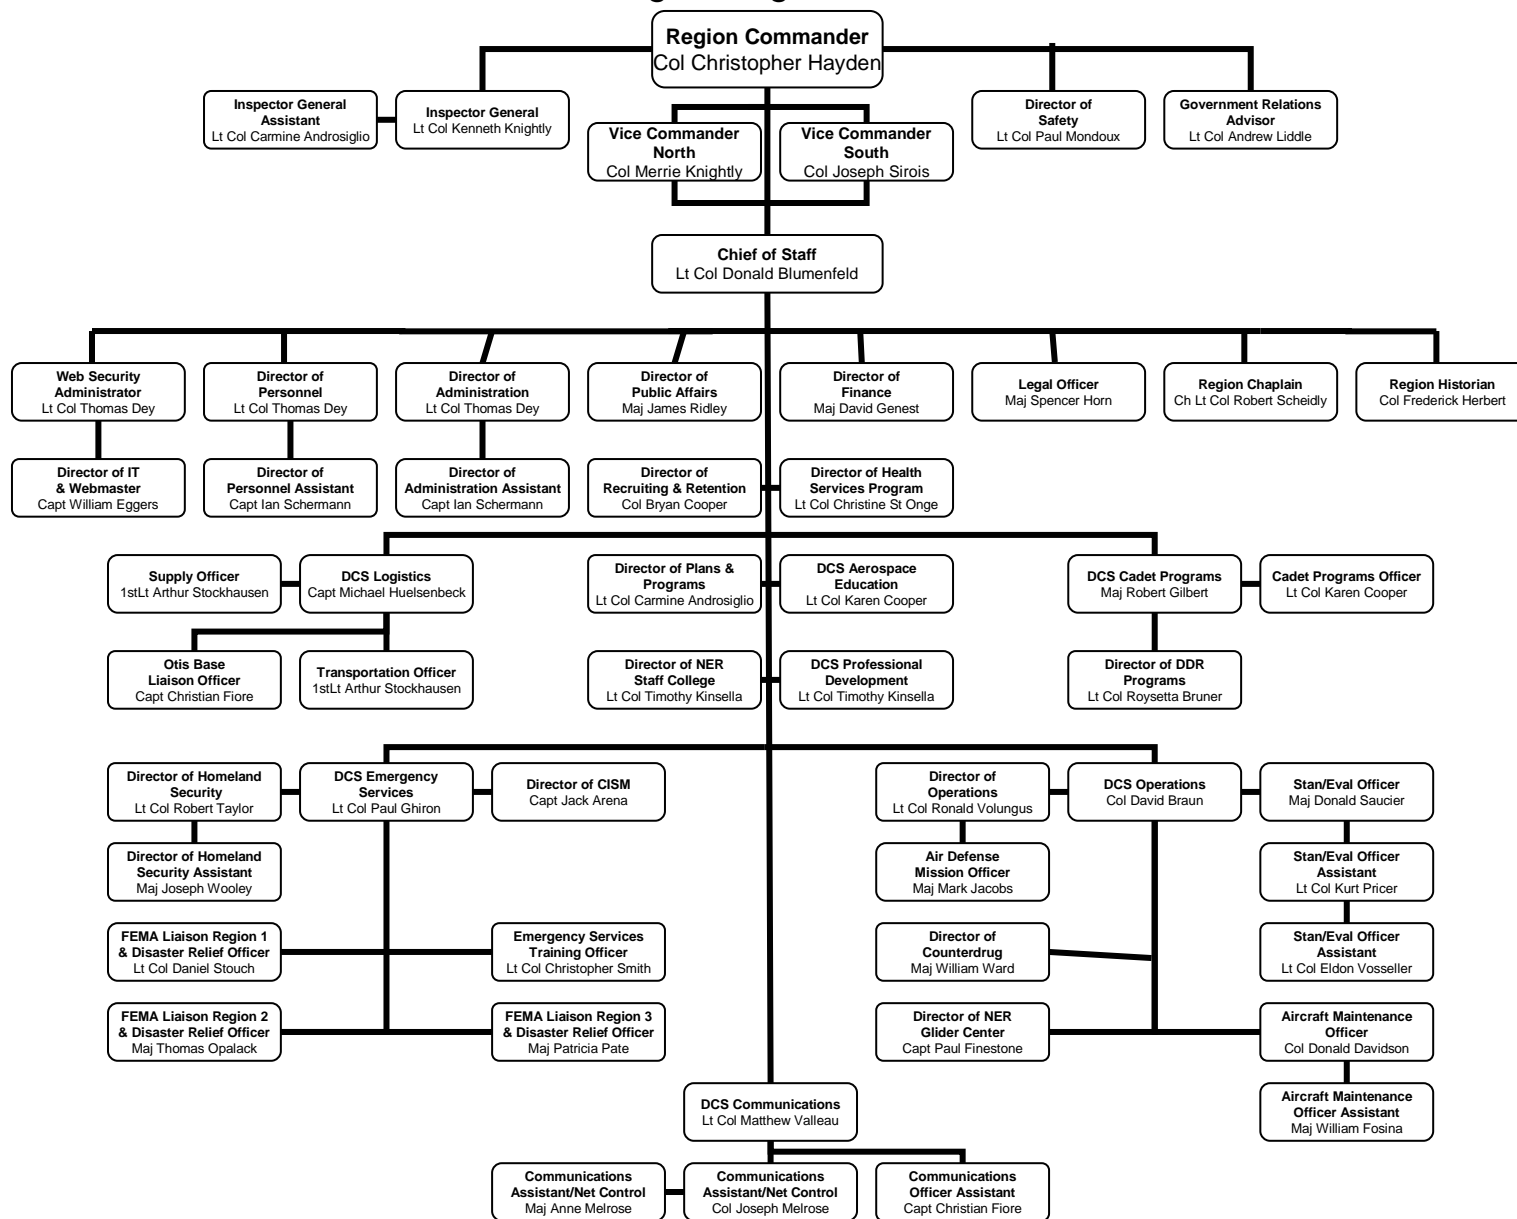 Region Commander
Col Christopher Hayden
Inspector General
Assistant
Lt Col Carmine Androsiglio
Inspector General
Lt Col Kenneth Knightly
Vice Commander
North
Col Merrie Knightly
Vice Commander
South
Col Joseph Sirois
Director of
Safety
Lt Col Paul Mondoux
Government Relations
Advisor
Lt Col Andrew Liddle
Chief of Staff
Lt Col Donald Blumenfeld
Web Security
Administrator
Lt Col Thomas Dey
Director of
Personnel
Lt Col Thomas Dey
Director of
Administration
Lt Col Thomas Dey
Director of
Public Affairs
Maj James Ridley
Director of
Finance
Maj David Genest
Legal Officer
Maj Spencer Horn
Region Chaplain
Ch Lt Col Robert Scheidly
Region Historian
Col Frederick Herbert
Director of IT
& Webmaster
Capt William Eggers
Director of
Personnel Assistant
Capt Ian Schermann
Director of
Administration Assistant
Capt Ian Schermann
Director of
Recruiting & Retention
Col Bryan Cooper
Director of Health
Services Program
Lt Col Christine St Onge
Supply Officer
1stLt Arthur Stockhausen
DCS Logistics
Capt Michael Huelsenbeck
Director of Plans &
Programs
Lt Col Carmine Androsiglio
DCS Aerospace
Education
Lt Col Karen Cooper
DCS Cadet Programs
Maj Robert Gilbert
Cadet Programs Officer
Lt Col Karen Cooper
Otis Base
Liaison Officer
Capt Christian Fiore
Transportation Officer
1stLt Arthur Stockhausen
Director of NER
Staff College
Lt Col Timothy Kinsella
DCS Professional
Development
Lt Col Timothy Kinsella
Director of DDR
Programs
Lt Col Roysetta Bruner
Director of Homeland
Security
Lt Col Robert Taylor
DCS Emergency
Services
Lt Col Paul Ghiron
Director of CISM
Capt Jack Arena
Director of
Operations
Lt Col Ronald Volungus
DCS Operations
Col David Braun
Stan/Eval Officer
Maj Donald Saucier
Director of Homeland
Security Assistant
Maj Joseph Wooley
Air Defense
Mission Officer
Maj Mark Jacobs
Stan/Eval Officer
Assistant
Lt Col Kurt Pricer
FEMA Liaison Region 1
& Disaster Relief Officer
Lt Col Daniel Stouch
Emergency Services
Training Officer
Lt Col Christopher Smith
Director of
Counterdrug
Maj William Ward
Stan/Eval Officer
Assistant
Lt Col Eldon Vosseller
FEMA Liaison Region 2
& Disaster Relief Officer
Maj Thomas Opalack
FEMA Liaison Region 3
& Disaster Relief Officer
Maj Patricia Pate
Director of NER
Glider Center
Capt Paul Finestone
Aircraft Maintenance
Officer
Col Donald Davidson
DCS Communications
Lt Col Matthew Valleau
Aircraft Maintenance
Officer Assistant
Maj William Fosina
Communications
Assistant/Net Control
Maj Anne Melrose
Communications
Assistant/Net Control
Col Joseph Melrose
Communications
Officer Assistant
Capt Christian Fiore